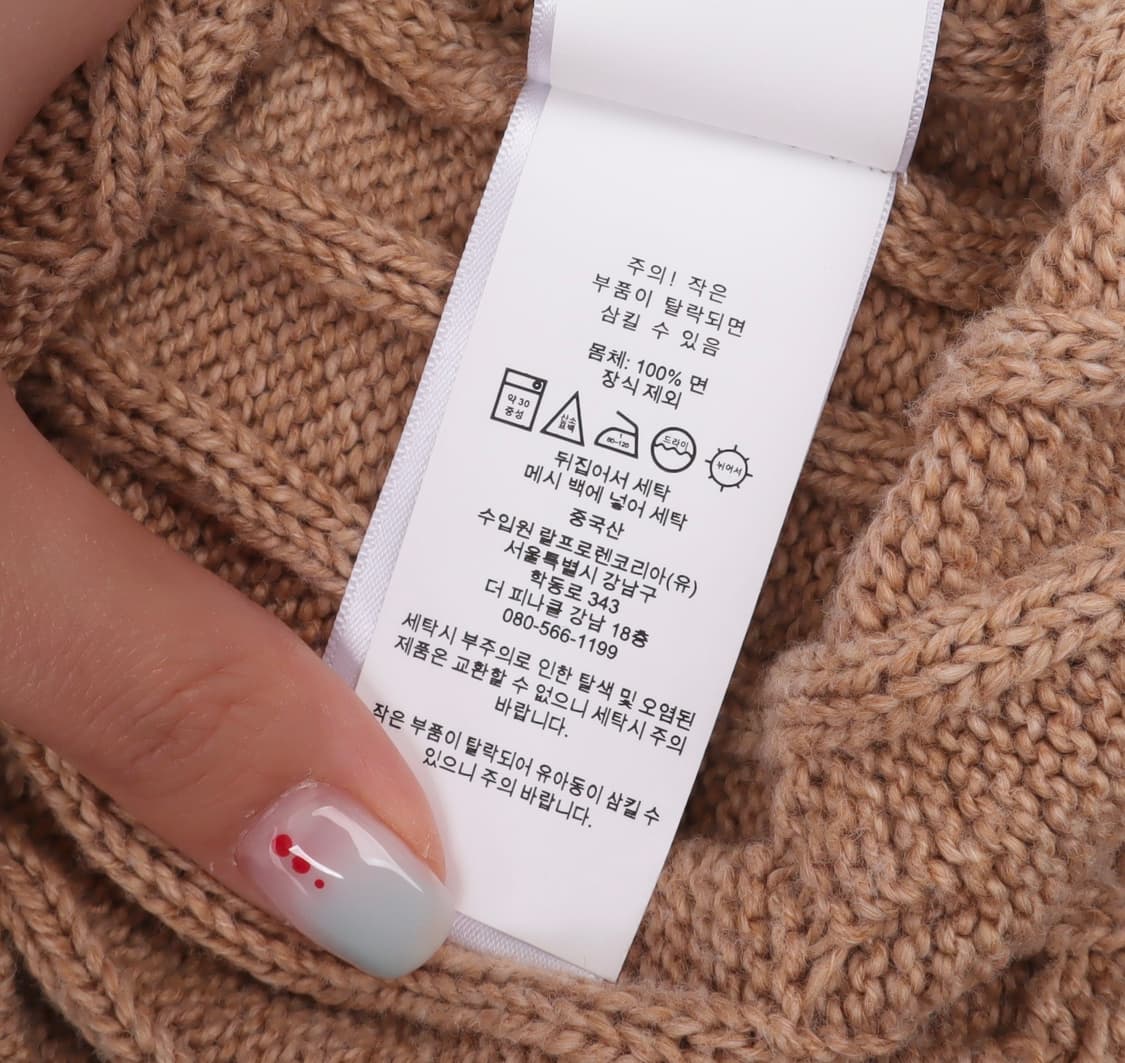 주의! 작은
부품이 탈락되면
삼킬 수 있음
몸체: 100% 면
장식 제외
약 30
중성
산소
표백
80-120
드라이
뉘어서
뒤집어서 세탁
메시 백에 넣어 세탁
중국산
수입원 랄프로렌코리아(유)
서울특별시 강남구
학동로 343
더 피나클 강남 18층
080-566-1199
세탁시 부주의로 인한 탈색 및 오염된
제품은 교환할 수 없으니 세탁시 주의
바랍니다.
작은 부품이 탈락되어 유아동이 삼킬 수
있으니 주의 바랍니다.